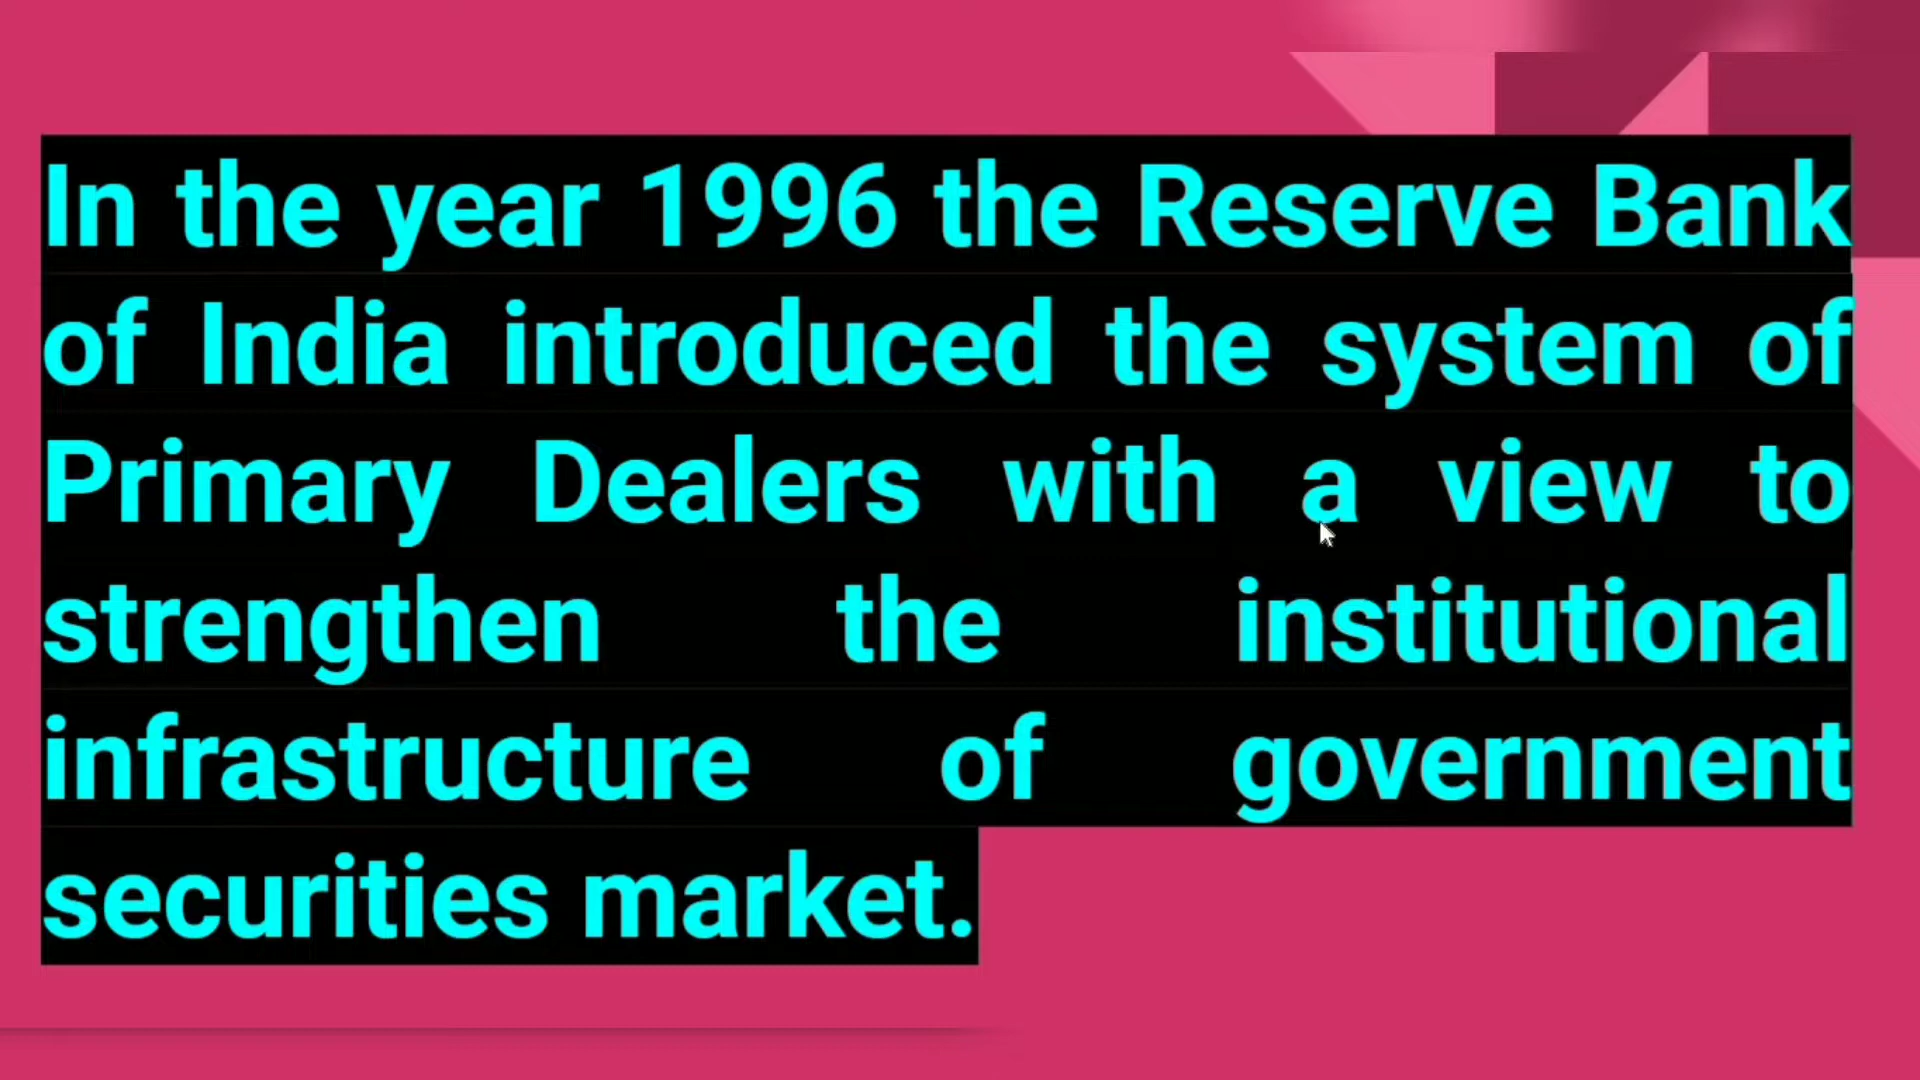 In the year 1996 the Reserve Bank
of India introduced the system of
Primary Dealers with a view to
strengthen the institutional
infrastructure of government
securities market.